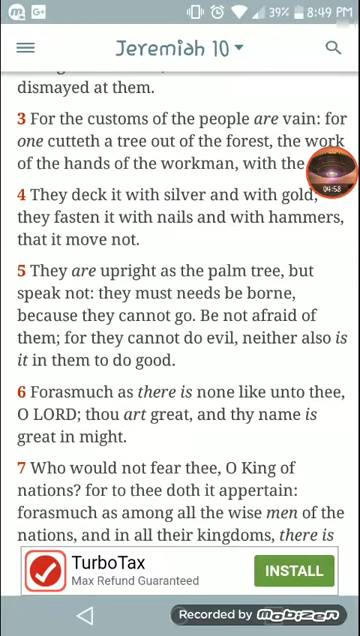 39% 8:49 PM
Jeremiah 10
dismayed at them.
3 For the customs of the people are vain: for
one cutteth a tree out of the forest, the work
of the hands of the workman, with the
04:58
4 They deck it with silver and with gold;
they fasten it with nails and with hammers,
that it move not.
5 They are upright as the palm tree, but
speak not: they must needs be borne,
because they cannot go. Be not afraid of
them; for they cannot do evil, neither also is
it in them to do good.
6 Forasmuch as there is none like unto thee,
O LORD; thou art great, and thy name is
great in might.
7 Who would not fear thee, O King of
nations? for to thee doth it appertain:
forasmuch as among all the wise men of the
nations, and in all their kingdoms, there is
TurboTax
Max Refund Guaranteed
INSTALL
Recorded by mobizen